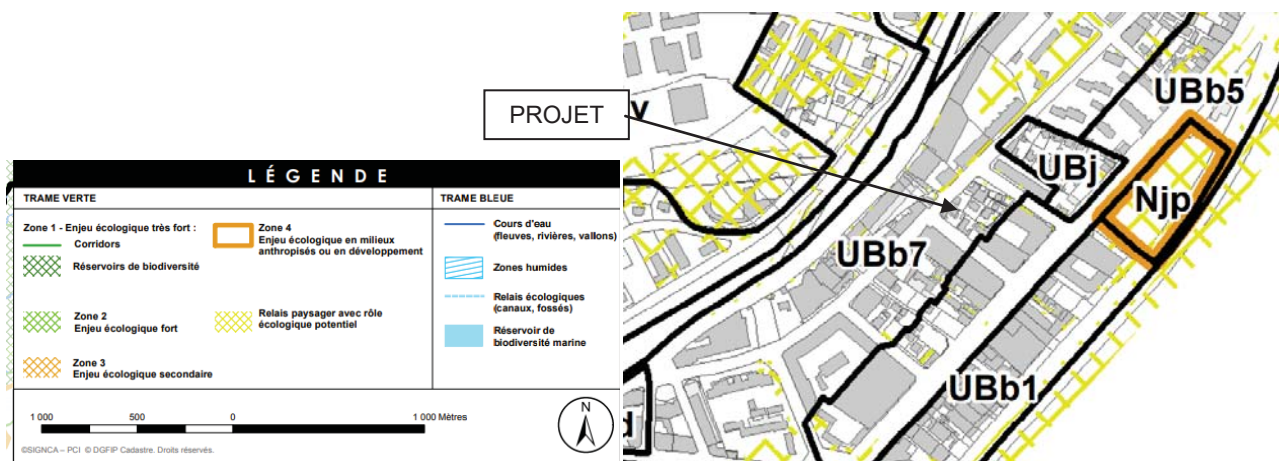 PROJET
V
UBb5
UBj
Njp
UBb7
UBb1
d
LÉGENDE
TRAME VERTE
Zone 1 - Enjeu écologique très fort :
Corridors
Réservoirs de biodiversité
Zone 2
Enjeu écologique fort
Zone 3
Enjeu écologique secondaire
Zone 4
Enjeu écologique en milieux
anthropisés ou en développement
Relais paysager avec rôle
écologique potentiel
TRAME BLEUE
Cours d'eau
(fleuves, rivières, vallons)
Zones humides
Relais écologiques
(canaux, fossés)
Réservoir de
biodiversité marine
1 000 500 0 1 000 Mètres
N
©SIGNCA – PCI © DGFIP Cadastre. Droits réservés.